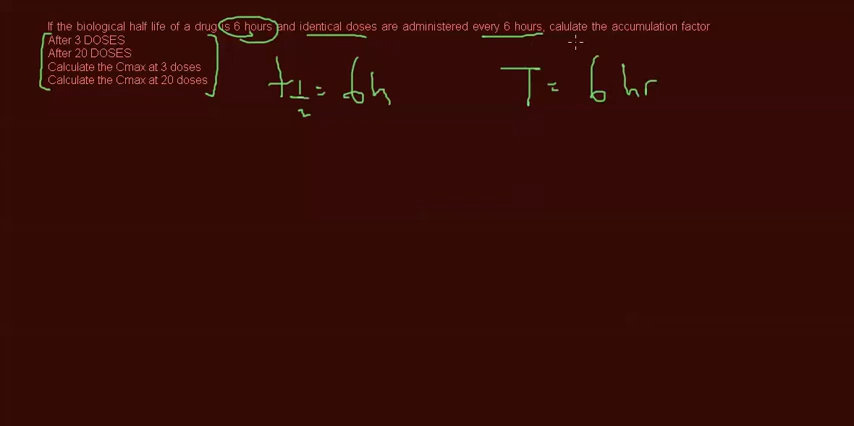 If the biological half life of a drug is 6 hours and identical doses are administered every 6 hours, calulate the accumulation factor
After 3 DOSES
After 20 DOSES
Calculate the Cmax at 3 doses
Calculate the Cmax at 20 doses
t 1/2 = 6h
T = 6 hr